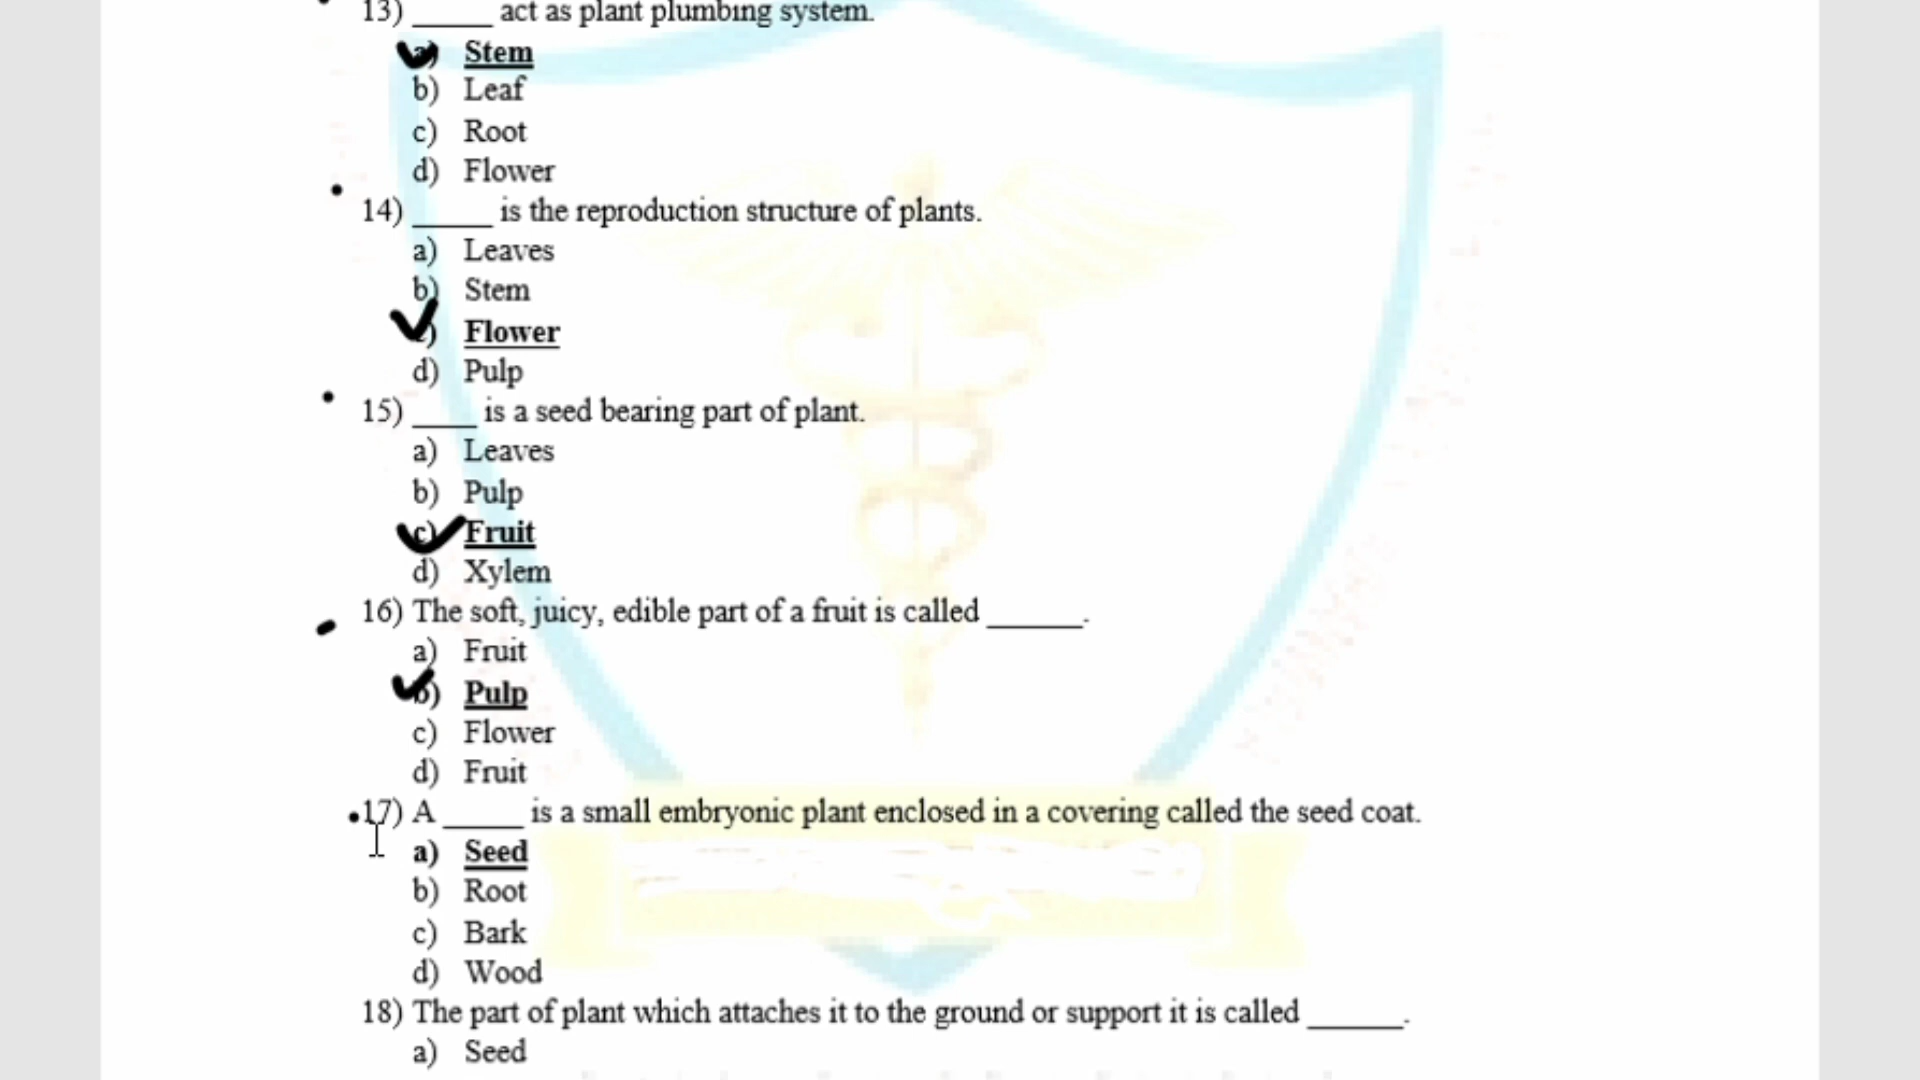 13) _____ act as plant plumbing system.
a) Stem
b) Leaf
c) Root
d) Flower
14) _____ is the reproduction structure of plants.
a) Leaves
b) Stem
c) Flower
d) Pulp
15) ____ is a seed bearing part of plant.
a) Leaves
b) Pulp
c) Fruit
d) Xylem
16) The soft, juicy, edible part of a fruit is called ______.
a) Fruit
b) Pulp
c) Flower
d) Fruit
17) A _____ is a small embryonic plant enclosed in a covering called the seed coat.
a) Seed
b) Root
c) Bark
d) Wood
18) The part of plant which attaches it to the ground or support it is called ______.
a) Seed